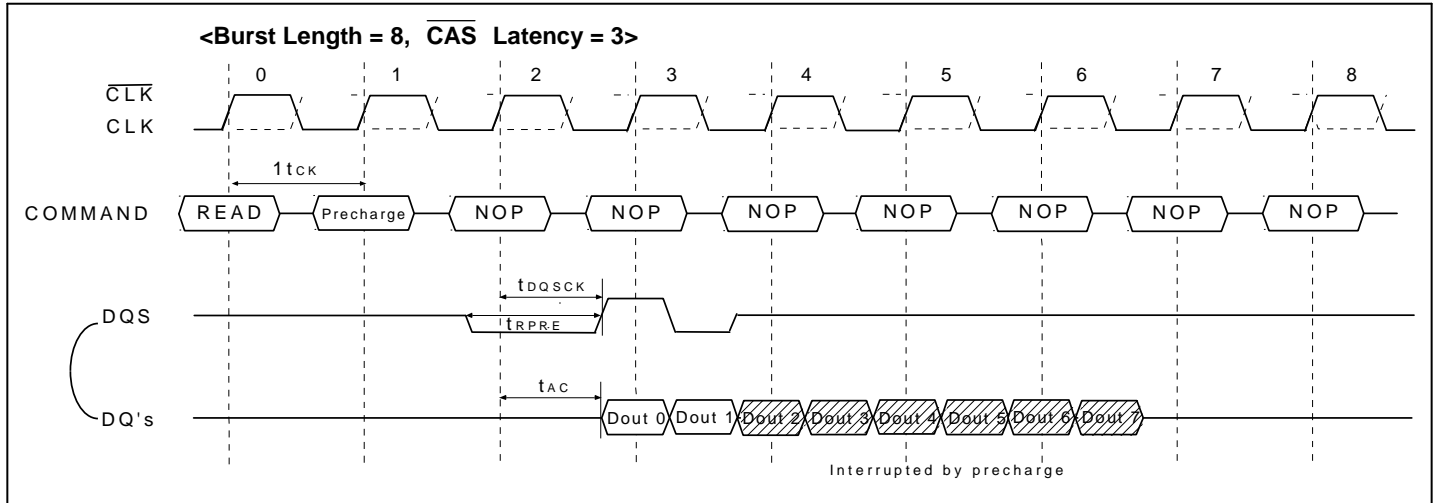 <Burst Length = 8, CAS Latency = 3>
0 1 2 3 4 5 6 7 8
CLK
CLK
1tCK
COMMAND READ Precharge NOP NOP NOP NOP NOP NOP NOP
tDQSCK
DQS
tRPRE
tAC
DQ's Dout 0 Dout 1 Dout 2 Dout 3 Dout 4 Dout 5 Dout 6 Dout 7
Interrupted by precharge